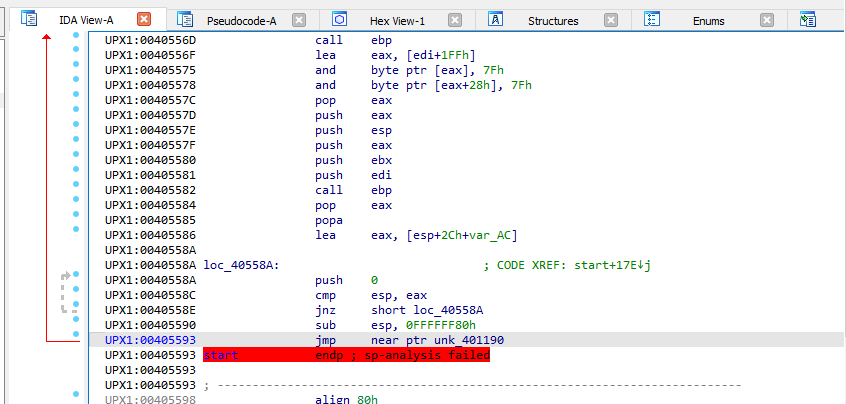 IDA View-A Pseudocode-A Hex View-1 Structures Enums
UPX1:0040556D call ebp
UPX1:0040556F lea eax, [edi+1FFh]
UPX1:00405575 and byte ptr [eax], 7Fh
UPX1:00405578 and byte ptr [eax+28h], 7Fh
UPX1:0040557C pop eax
UPX1:0040557D push eax
UPX1:0040557E push esp
UPX1:0040557F push eax
UPX1:00405580 push ebx
UPX1:00405581 push edi
UPX1:00405582 call ebp
UPX1:00405584 pop eax
UPX1:00405585 popa
UPX1:00405586 lea eax, [esp+2Ch+var_AC]
UPX1:0040558A
UPX1:0040558A loc_40558A: ; CODE XREF: start+17E↓j
UPX1:0040558A push 0
UPX1:0040558C cmp esp, eax
UPX1:0040558E jnz short loc_40558A
UPX1:00405590 sub esp, 0FFFFFF80h
UPX1:00405593 jmp near ptr unk_401190
UPX1:00405593 start endp ; sp-analysis failed
UPX1:00405593
UPX1:00405593 ; ---------------------------------------------------------------------------
UPX1:00405598 align 80h